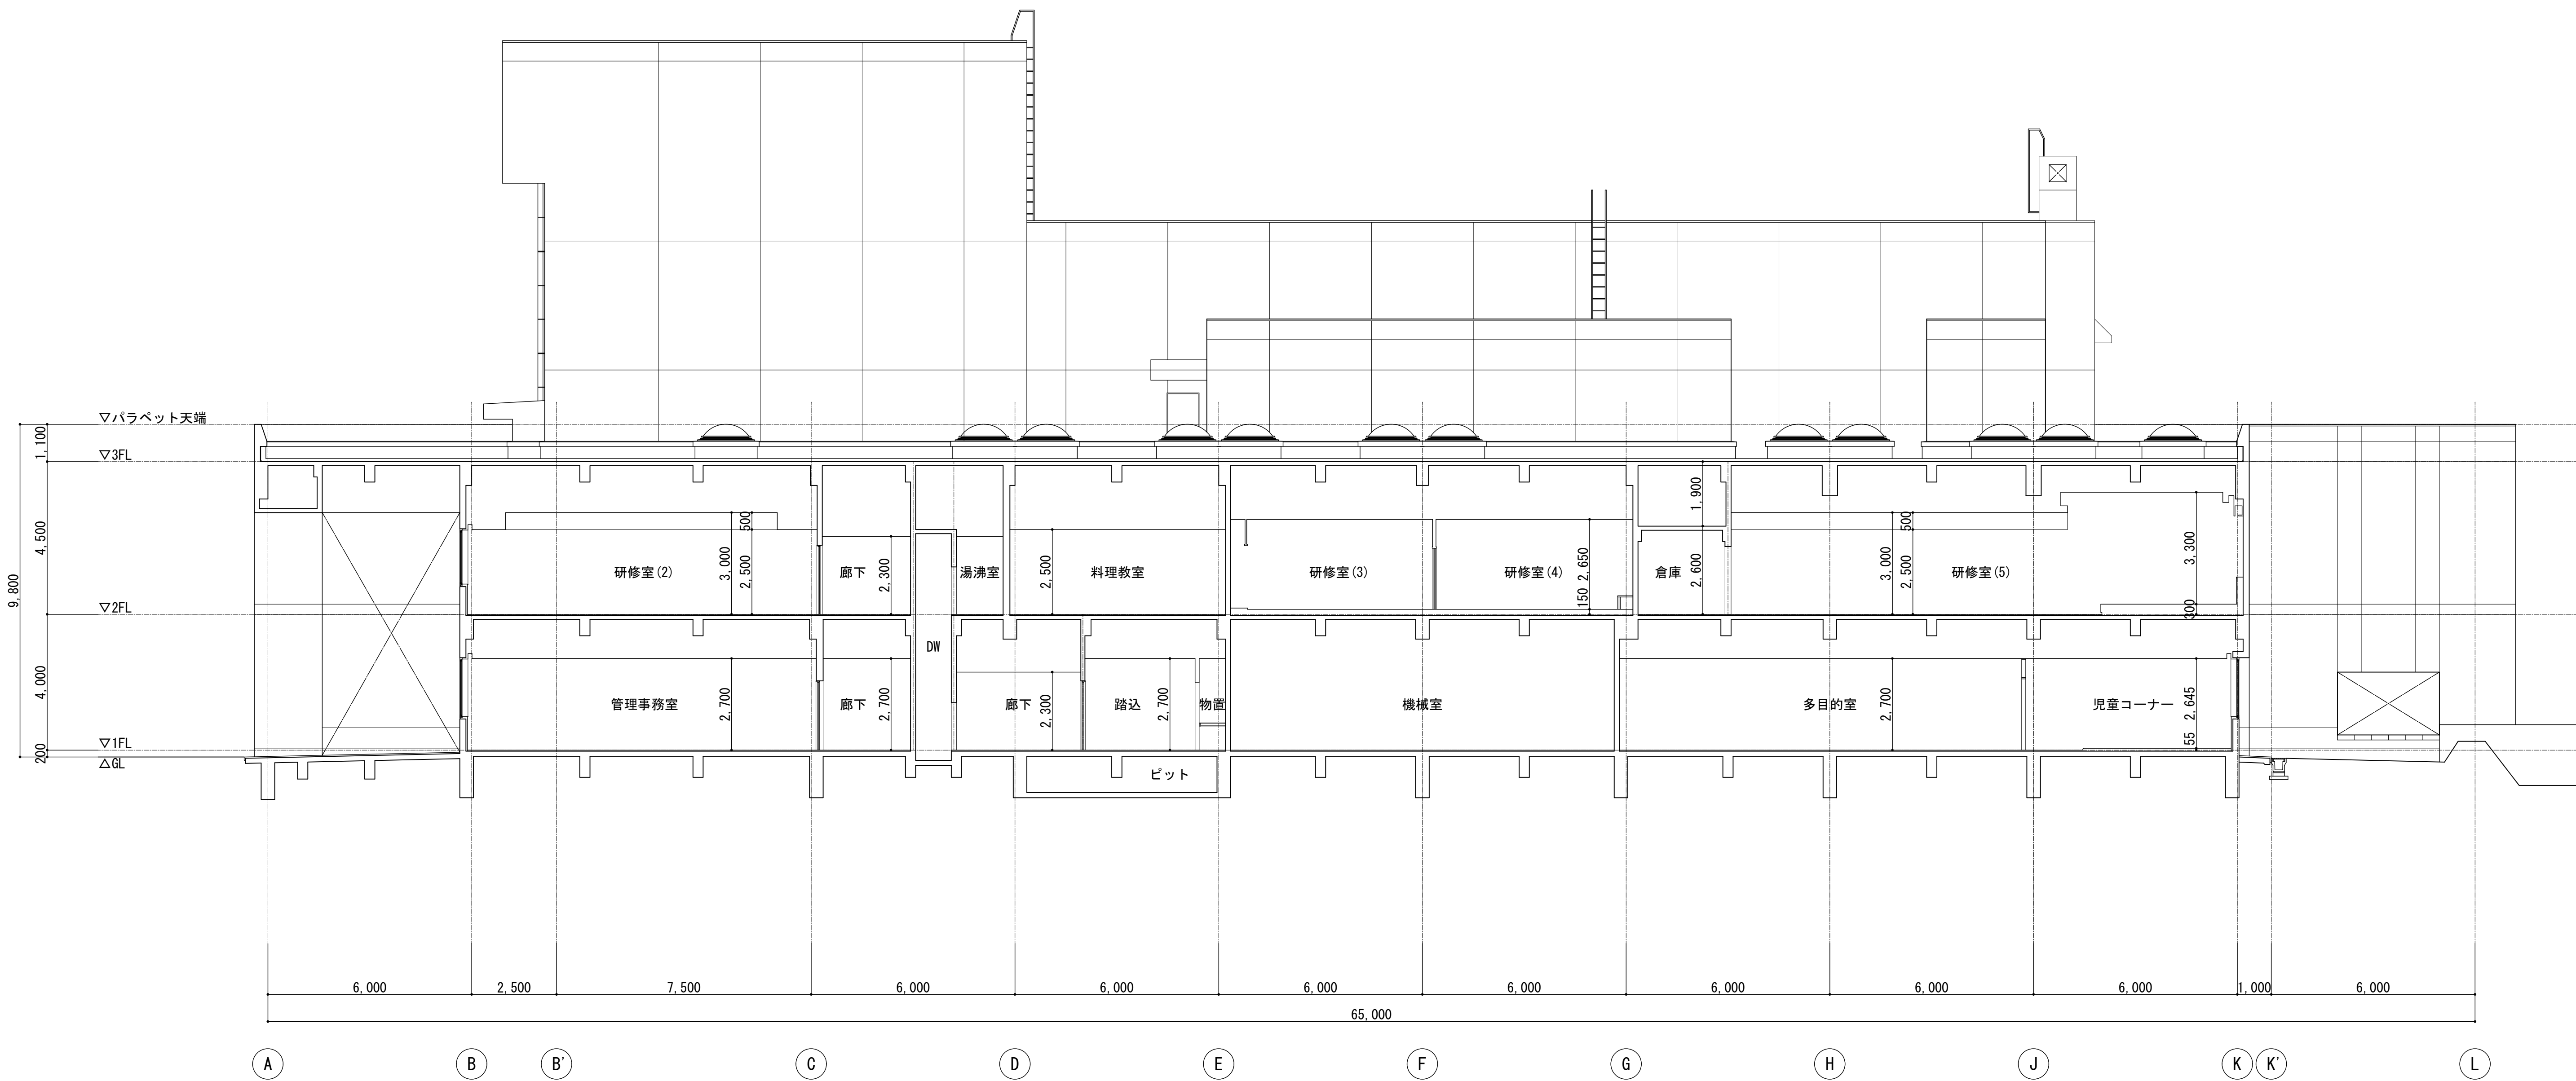 ▽パラペット天端
1,100
▽3FL
4,500
9,800
▽2FL
4,000
▽1FL
200
△GL
研修室(2)
3,000
500
2,500
廊下
2,300
湯沸室
2,500
料理教室
研修室(3)
研修室(4)
2,650
150
1,900
倉庫
2,600
3,000
500
2,500
研修室(5)
3,300
300
DW
管理事務室
2,700
廊下
2,700
廊下
2,300
踏込
2,700
物置
機械室
多目的室
2,700
児童コーナー
2,645
55
ピット
6,000
2,500
7,500
6,000
6,000
6,000
6,000
6,000
6,000
6,000
1,000
6,000
65,000
A
B
B'
C
D
E
F
G
H
J
K
K'
L